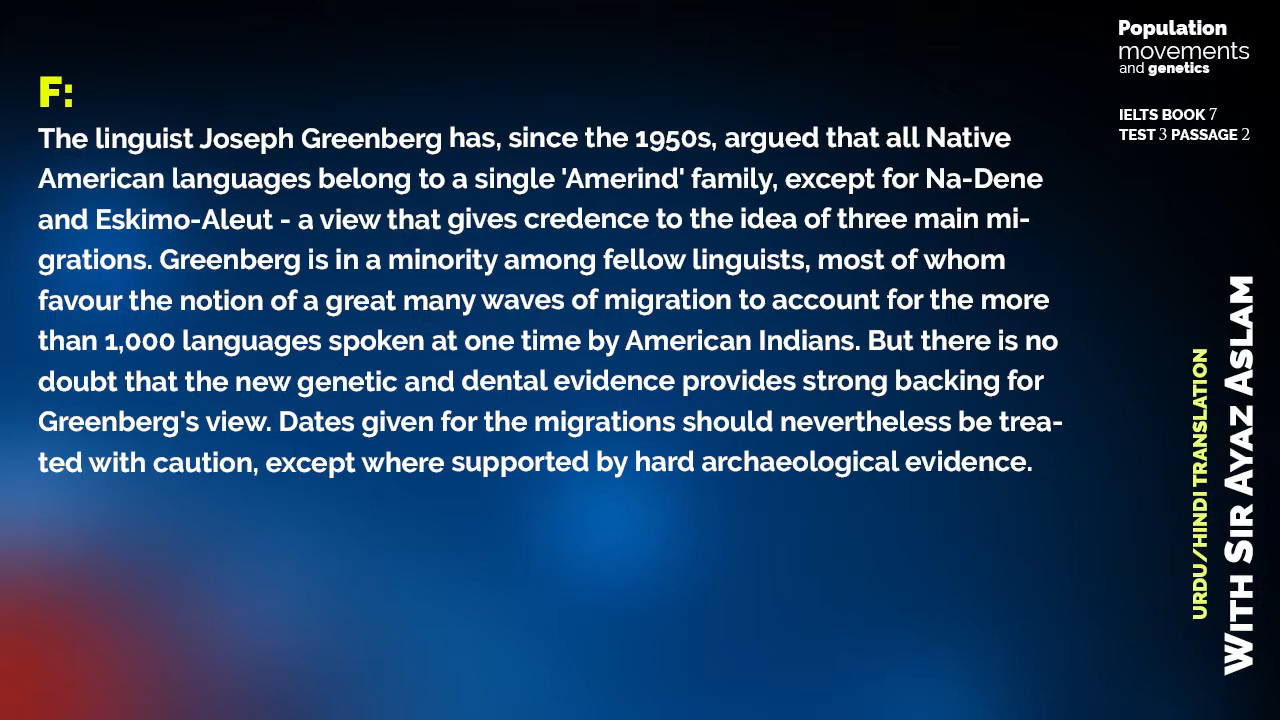 Population
movements
and genetics
IELTS BOOK 7
TEST 3 PASSAGE 2
F:
The linguist Joseph Greenberg has, since the 1950s, argued that all Native
American languages belong to a single 'Amerind' family, except for Na-Dene
and Eskimo-Aleut - a view that gives credence to the idea of three main mi-
grations. Greenberg is in a minority among fellow linguists, most of whom
favour the notion of a great many waves of migration to account for the more
than 1,000 languages spoken at one time by American Indians. But there is no
doubt that the new genetic and dental evidence provides strong backing for
Greenberg's view. Dates given for the migrations should nevertheless be trea-
ted with caution, except where supported by hard archaeological evidence.
URDU/HINDI TRANSLATION
WITH SIR AYAZ ASLAM